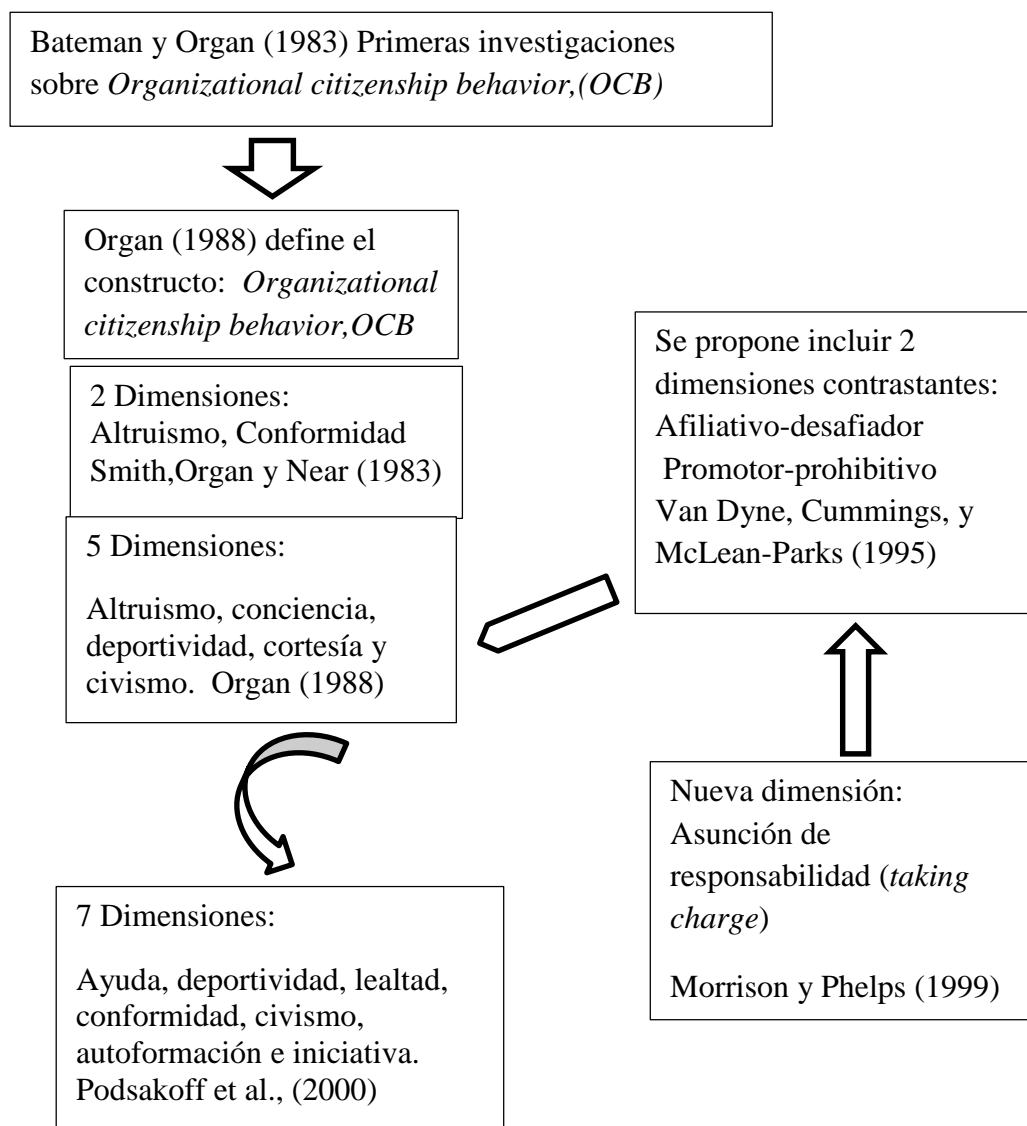 Bateman y Organ (1983) Primeras investigaciones
sobre Organizational citizenship behavior,(OCB)
Organ (1988) define el
constructo: Organizational
citizenship behavior,OCB
2 Dimensiones:
Altruismo, Conformidad
Smith,Organ y Near (1983)
5 Dimensiones:
Altruismo, conciencia,
deportividad, cortesía y
civismo. Organ (1988)
Se propone incluir 2
dimensiones contrastantes:
Afiliativo-desafiador
Promotor-prohibitivo
Van Dyne, Cummings, y
McLean-Parks (1995)
Nueva dimensión:
Asunción de
responsabilidad (taking
charge)
Morrison y Phelps (1999)
7 Dimensiones:
Ayuda, deportividad, lealtad,
conformidad, civismo,
autoformación e iniciativa.
Podsakoff et al., (2000)